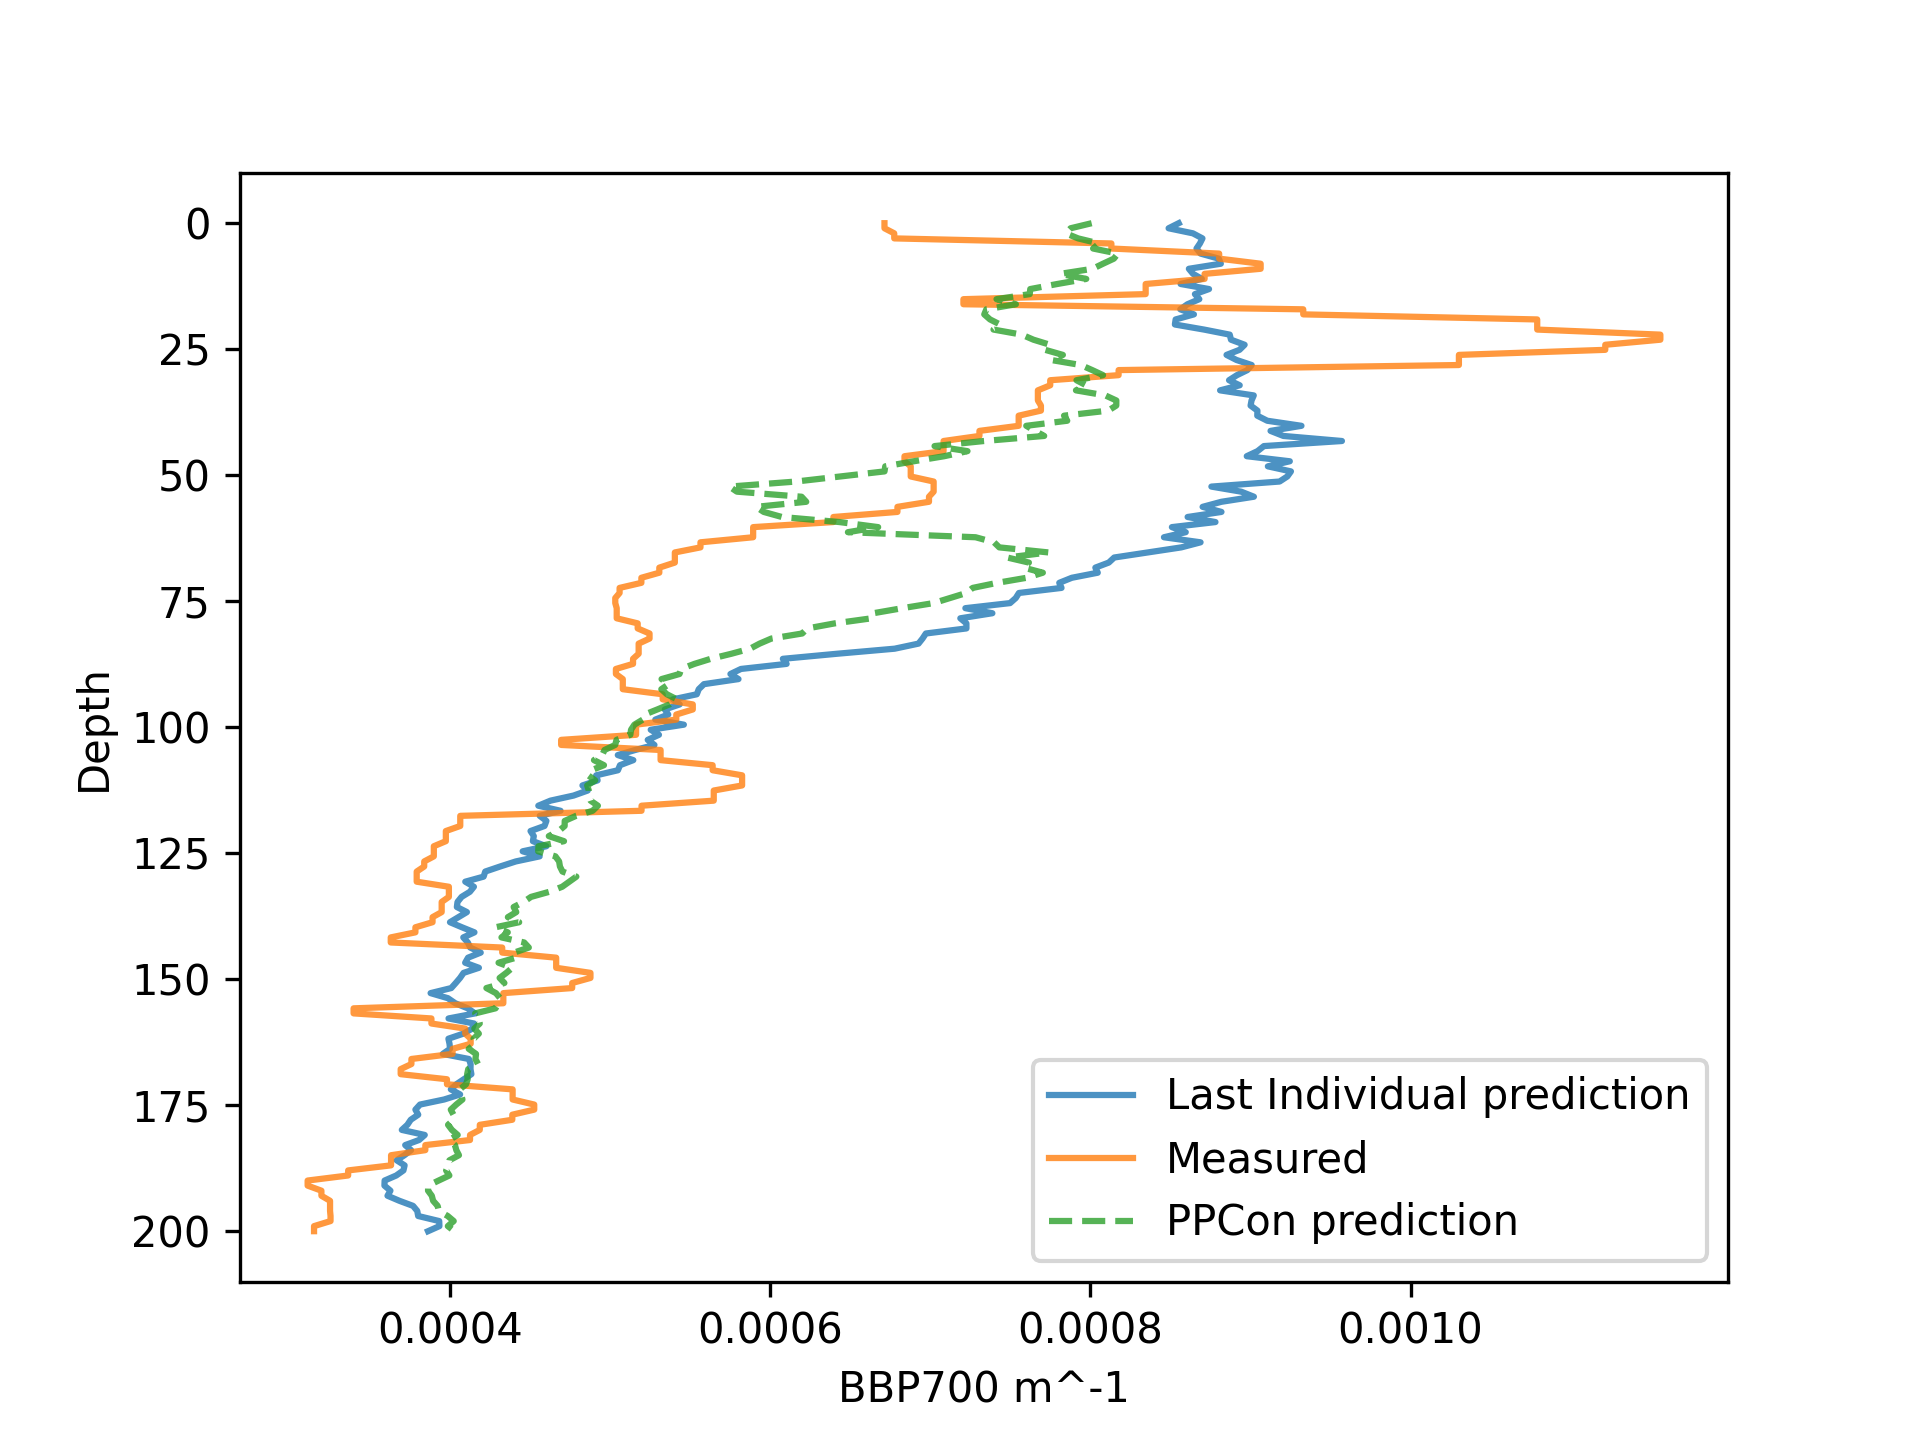 0
25
50
75
100
125
150
175
200
Depth
0.0004
0.0006
0.0008
0.0010
BBP700 m^-1
Last Individual prediction
Measured
PPCon prediction